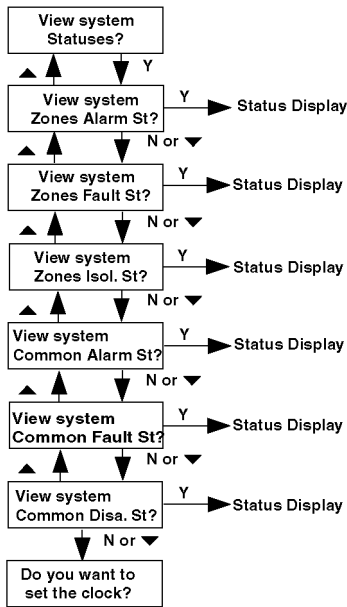 View system
Statuses?
Y
View system
Zones Alarm St?
Y
Status Display
N or
View system
Zones Fault St?
Y
Status Display
N or
View system
Zones Isol. St?
Y
Status Display
N or
View system
Common Alarm St?
Y
Status Display
N or
View system
Common Fault St?
Y
Status Display
N or
View system
Common Disa. St?
Y
Status Display
N or
Do you want to
set the clock?